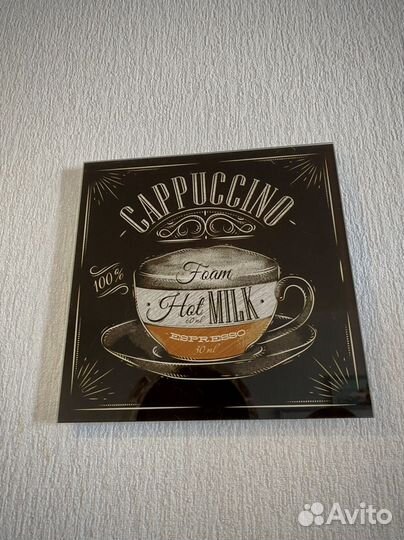 CAPPUCCINO
100%
Foam
Hot MILK
60 ml
ESPRESSO
30 ml
Avito